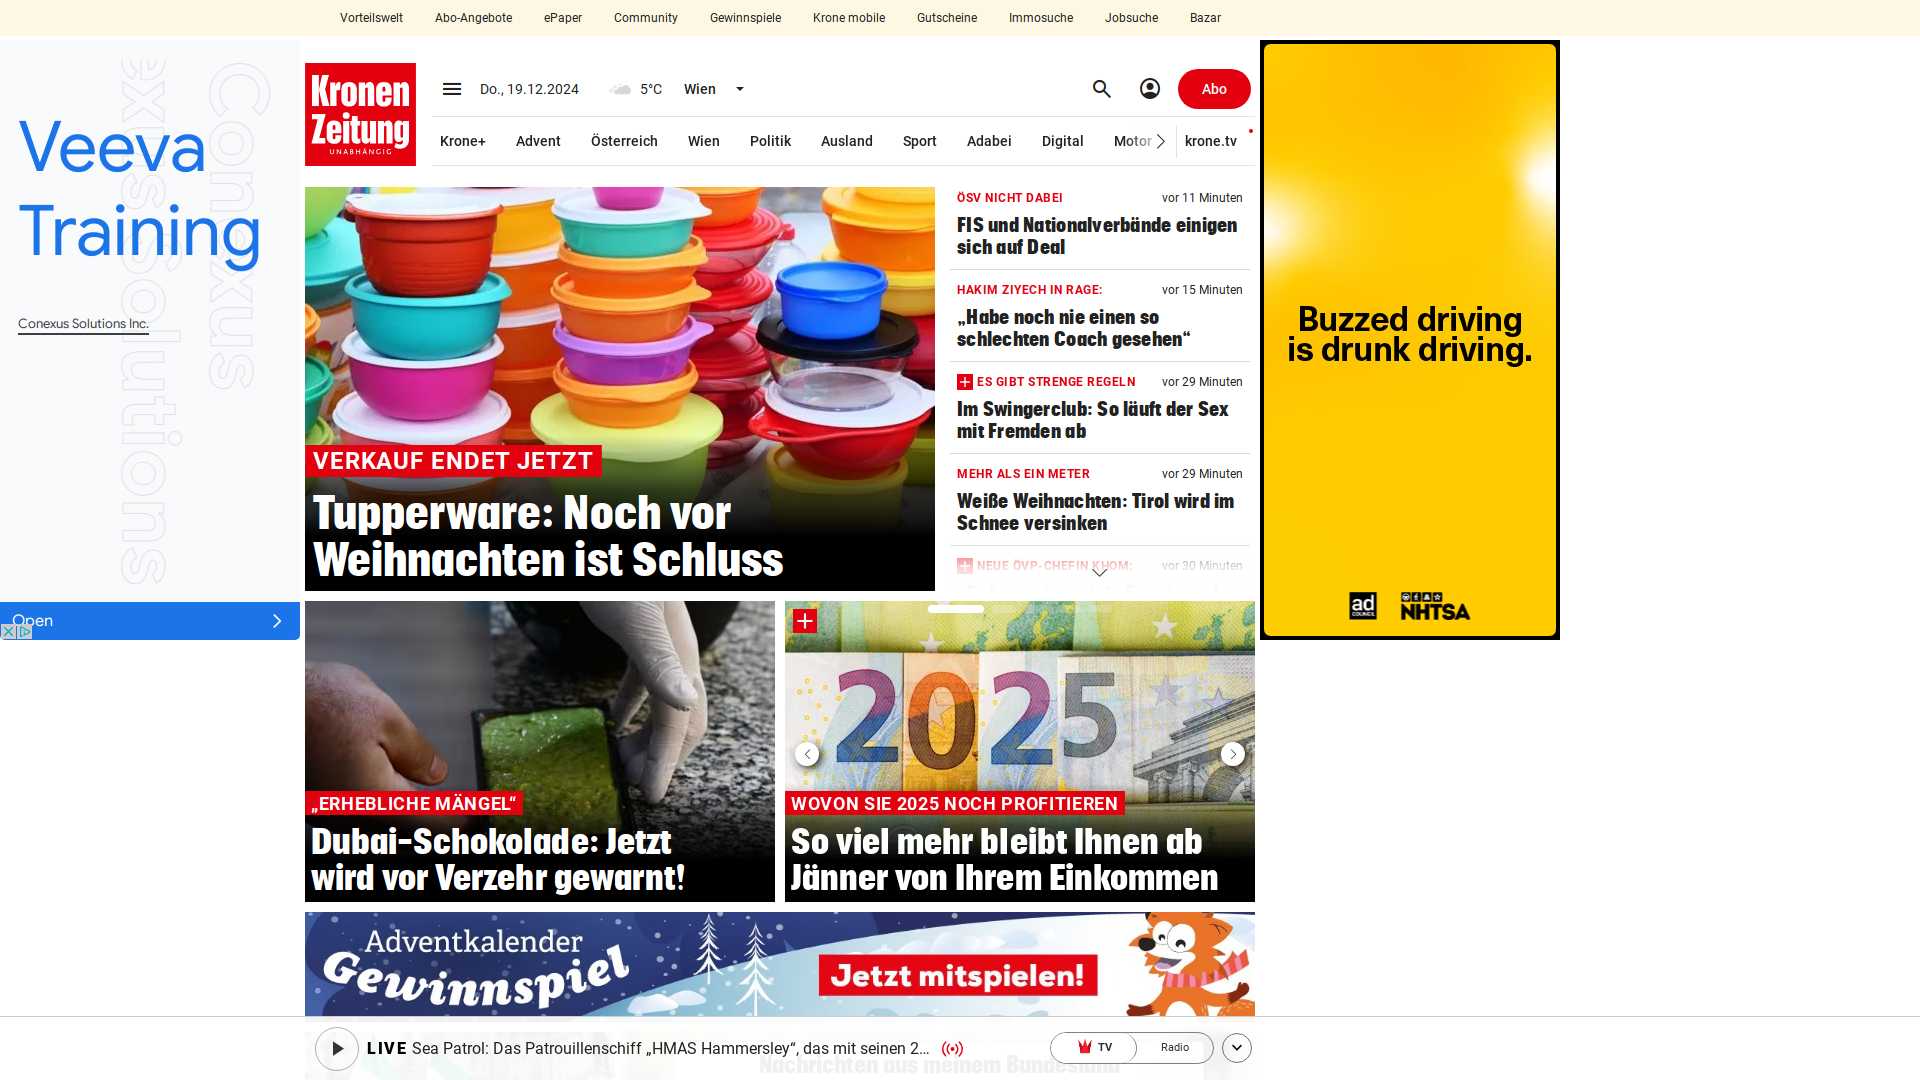 Vorteilswelt
Abo-Angebote
ePaper
Community
Gewinnspiele
Krone mobile
Gutscheine
Immosuche
Jobsuche
Bazar
Conexus
exus Solutions
Veeva
Training
Conexus Solutions Inc.
Open
Kronen
Zeitung
UNABHÄNGIG
Do., 19.12.2024
5°C
Wien
Abo
Krone+
Advent
Österreich
Wien
Politik
Ausland
Sport
Adabei
Digital
Motor
krone.tv
VERKAUF ENDET JETZT
Tupperware: Noch vor
Weihnachten ist Schluss
ÖSV NICHT DABEI
vor 11 Minuten
FIS und Nationalverbände einigen
sich auf Deal
HAKIM ZIYECH IN RAGE:
vor 15 Minuten
„Habe noch nie einen so
schlechten Coach gesehen“
ES GIBT STRENGE REGELN
vor 29 Minuten
Im Swingerclub: So läuft der Sex
mit Fremden ab
MEHR ALS EIN METER
vor 29 Minuten
Weiße Weihnachten: Tirol wird im
Schnee versinken
NEUE ÖVP-CHEFIN KHOM:
vor 30 Minuten
Buzzed driving
is drunk driving.
ad
COUNCIL
NHTSA
„ERHEBLICHE MÄNGEL“
Dubai-Schokolade: Jetzt
wird vor Verzehr gewarnt!
2025
WOVON SIE 2025 NOCH PROFITIEREN
So viel mehr bleibt Ihnen ab
Jänner von Ihrem Einkommen
Adventkalender
Gewinnspiel
Jetzt mitspielen!
LIVE Sea Patrol: Das Patrouillenschiff „HMAS Hammersley“, das mit seinen 2...
TV
Radio
Nachrichten aus meinem Bundesland